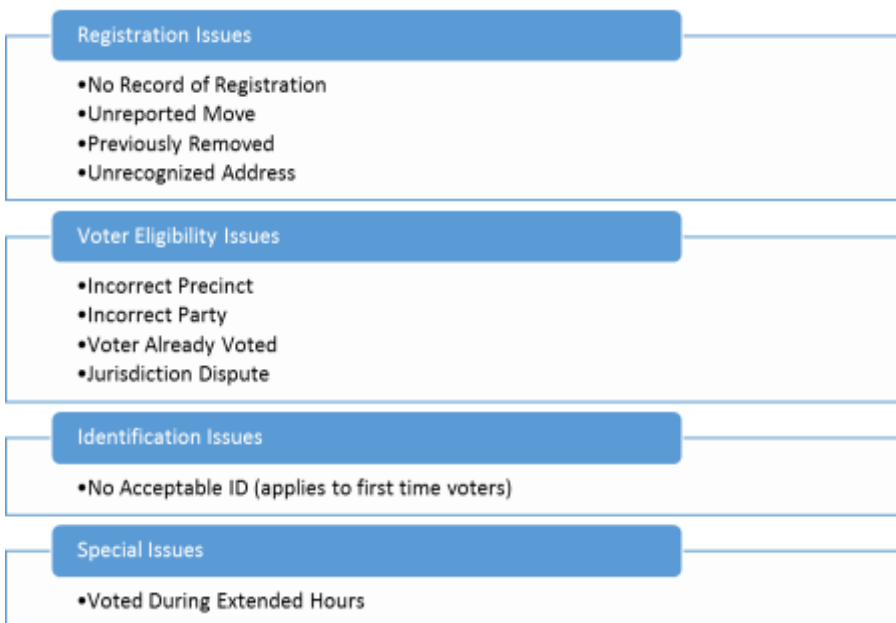 Registration Issues
•No Record of Registration
•Unreported Move
•Previously Removed
•Unrecognized Address
Voter Eligibility Issues
•Incorrect Precinct
•Incorrect Party
•Voter Already Voted
•Jurisdiction Dispute
Identification Issues
•No Acceptable ID (applies to first time voters)
Special Issues
•Voted During Extended Hours